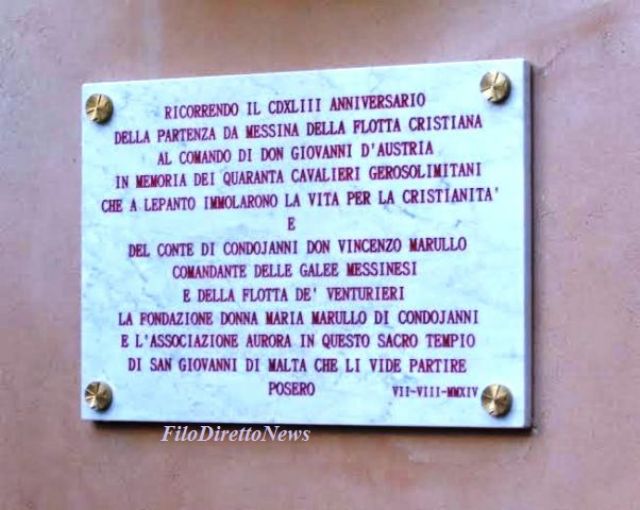 RICORRENDO IL CDXLIII ANNIVERSARIO
DELLA PARTENZA DA MESSINA DELLA FLOTTA CRISTIANA
AL COMANDO DI DON GIOVANNI D'AUSTRIA
IN MEMORIA DEI QUARANTA CAVALIERI GEROSOLIMITANI
CHE A LEPANTO IMMOLARONO LA VITA PER LA CRISTIANITA'
E
DEL CONTE DI CONDOJANNI DON VINCENZO MARULLO
COMANDANTE DELLE GALEE MESSINESI
E DELLA FLOTTA DE' VENTURIERI
LA FONDAZIONE DONNA MARIA MARULLO DI CONDOJANNI
E L'ASSOCIAZIONE AURORA IN QUESTO SACRO TEMPIO
DI SAN GIOVANNI DI MALTA CHE LI VIDE PARTIRE
POSERO VII-VIII-MMXIV
FiloDirettoNews